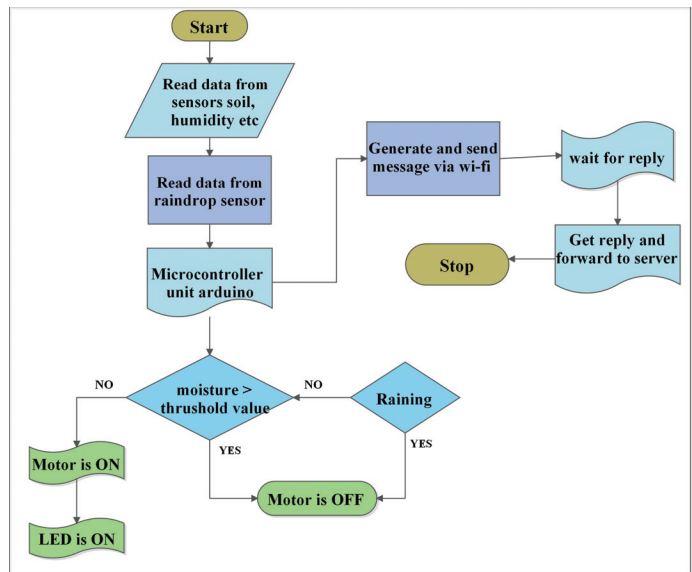 Start
Read data from
sensors soil,
humidity etc
Read data from
raindrop sensor
Microcontroller
unit arduino
Generate and send
message via wi-fi
wait for reply
Get reply and
forward to server
Stop
NO
moisture >
thrushold value
NO
Raining
YES
YES
Motor is ON
Motor is OFF
LED is ON